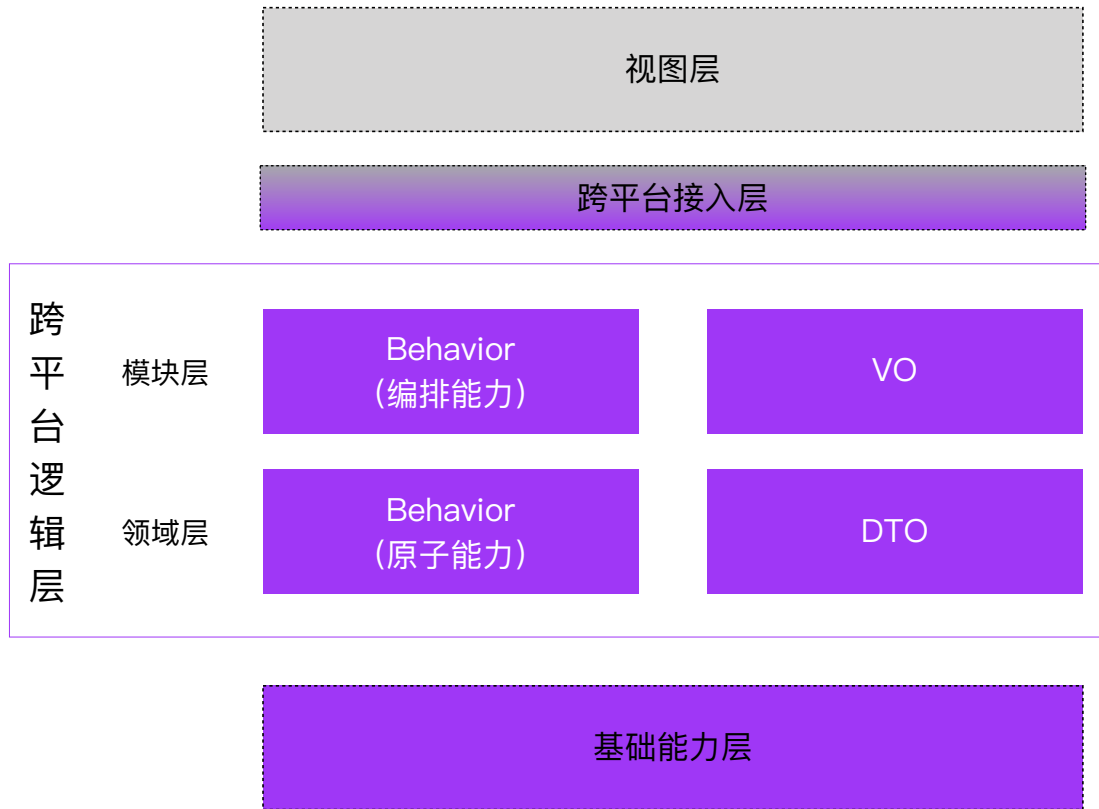 视图层
跨平台接入层
跨平台逻辑层
模块层
Behavior
（编排能力）
VO
领域层
Behavior
（原子能力）
DTO
基础能力层